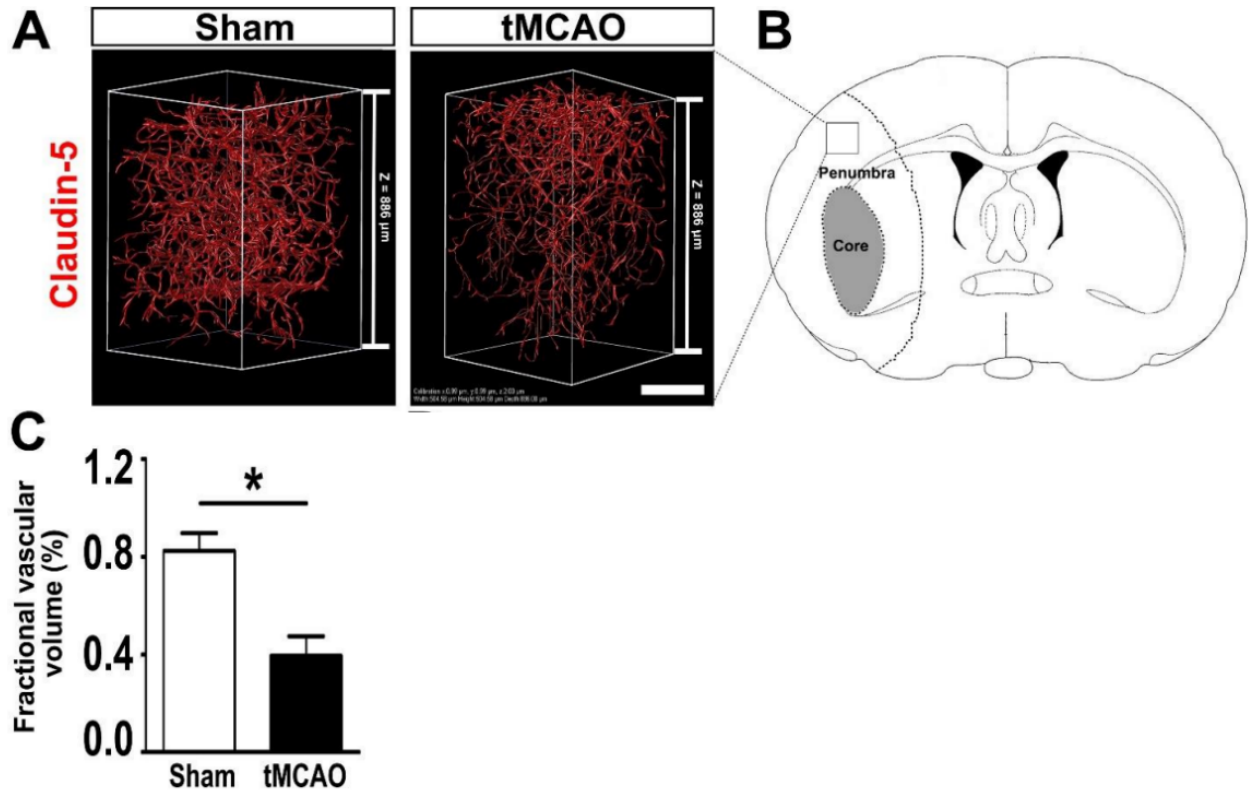 A
Sham
tMCAO
B
Claudin-5
Z = 886 µm
Z = 886 µm
Penumbra
Core
C
Fractional vascular
volume (%)
1.2
0.8
0.4
0.0
*
Sham
tMCAO